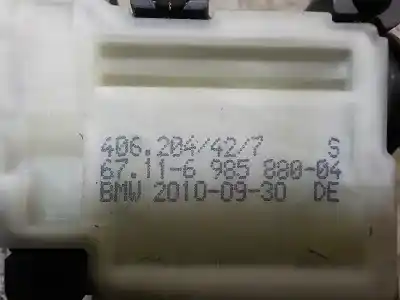 406.204/42/7 S
67.11-6 985 880-04
BMW 2010-09-30 DE